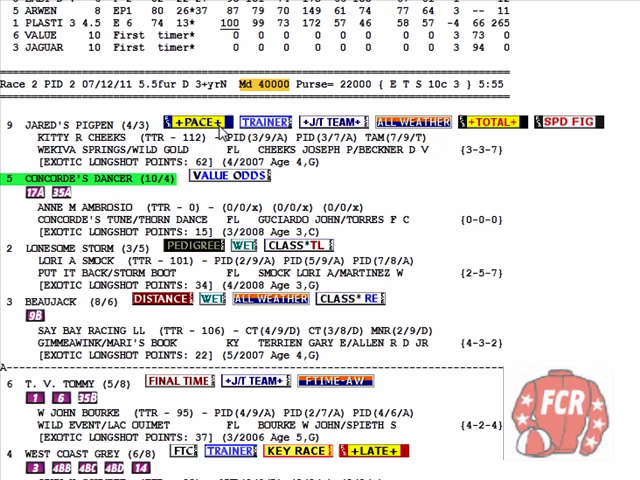 5 ARWEN 8 EP1 80 26*37 87 79 149 61 74 77 64 3 -- 11
1 PLASTI 3 4.5 E 6 74 13* 100 99 73 172 57 46 58 57 -4 66 265
6 VALUE 10 First timer* 0 0 0 0 0 0 0 0 3 73 0
3 JAGUAR 10 First timer* 0 0 0 0 0 0 0 0 3 94 0
Race 2 PID 2 07/12/11 5.5fur D 3+yrN Md 40000 Purse= 22000 { E T S 10c 3 } 5:55
9 JARED'S PIGPEN (4/3) +PACE+ TRAINER +J/T TEAM+ ALL WEATHER +TOTAL+ SPD FIG
KITTY R CHEEKS (TTR - 112) - PID(3/9/A) PID(3/7/A) TAM(7/9/T)
WEKIVA SPRINGS/WILD GOLD FL CHEEKS JOSEPH P/BECKNER D V {3-3-7}
[EXOTIC LONGSHOT POINTS: 62] (4/2007 Age 4,G)
5 CONCORDE'S DANCER (10/4) VALUE ODDS
17A 35A
ANNE M AMBROSIO (TTR - 0) - (0/0/x) (0/0/x) (0/0/x)
CONCORDE'S TUNE/THORN DANCE FL GUCIARDO JOHN/TORRES F C {0-0-0}
[EXOTIC LONGSHOT POINTS: 15] (3/2008 Age 3,C)
2 LONESOME STORM (3/5) PEDIGREE WET CLASS*TL
LORI A SMOCK (TTR - 101) - PID(2/9/A) PID(5/9/A) PID(7/8/A)
PUT IT BACK/STORM BOOT FL SMOCK LORI A/MARTINEZ W {2-5-7}
[EXOTIC LONGSHOT POINTS: 34] (4/2008 Age 3,G)
3 BEAUJACK (8/6) DISTANCE WET ALL WEATHER CLASS* RE
9B
SAY BAY RACING LL (TTR - 106) - CT(4/9/D) CT(3/8/D) MNR(2/9/D)
GIMMEAWINK/MARI'S BOOK KY TERRIEN GARY E/ALLEN R D JR {4-3-2}
[EXOTIC LONGSHOT POINTS: 22] (5/2007 Age 4,G)
A
6 T. V. TOMMY (5/8) FINAL TIME +J/T TEAM+ FTIME-AW
1 6 35B
W JOHN BOURKE (TTR - 95) - PID(4/9/A) PID(2/7/A) PID(4/6/A)
WILD EVENT/LAC OUIMET FL BOURKE W JOHN/SPIETH S {4-2-4}
[EXOTIC LONGSHOT POINTS: 37] (3/2006 Age 5,G)
4 WEST COAST GREY (6/8) FTC TRAINER KEY RACE +LATE+
3 4BB 4BC 4BD 14
FCR